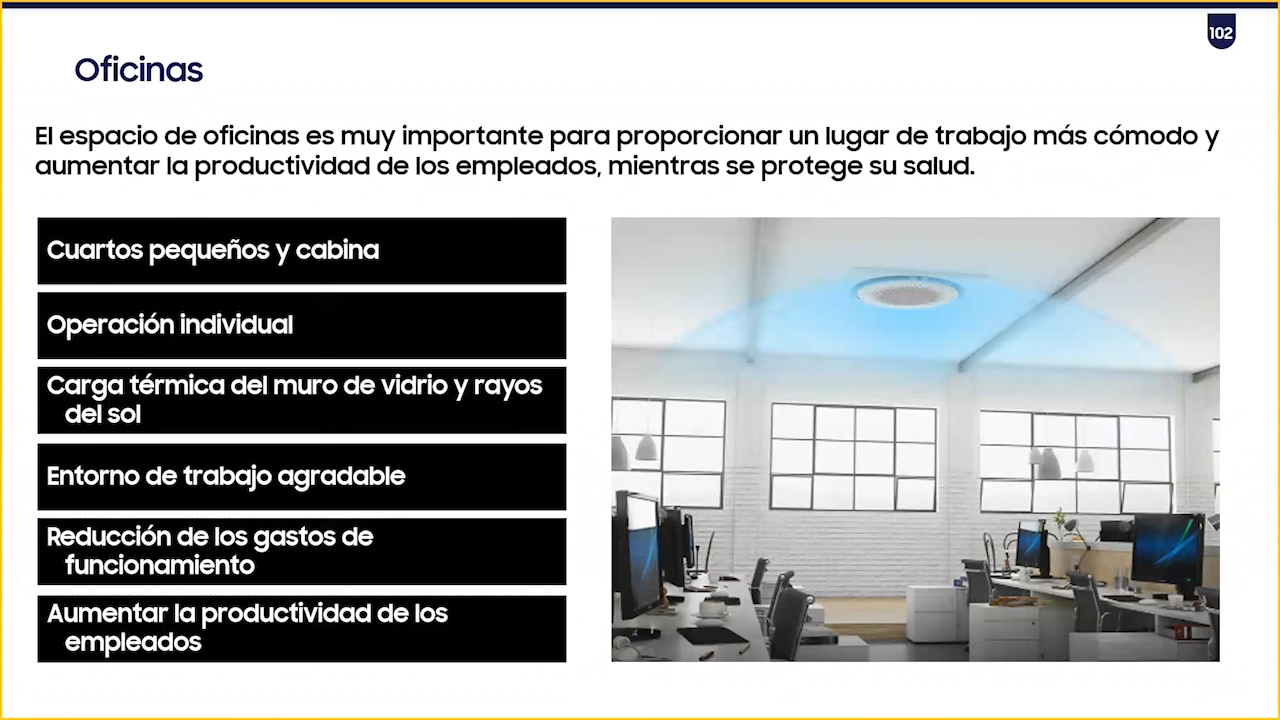 102
Oficinas
El espacio de oficinas es muy importante para proporcionar un lugar de trabajo más cómodo y
aumentar la productividad de los empleados, mientras se protege su salud.
Cuartos pequeños y cabina
Operación individual
Carga térmica del muro de vidrio y rayos
del sol
Entorno de trabajo agradable
Reducción de los gastos de
funcionamiento
Aumentar la productividad de los
empleados